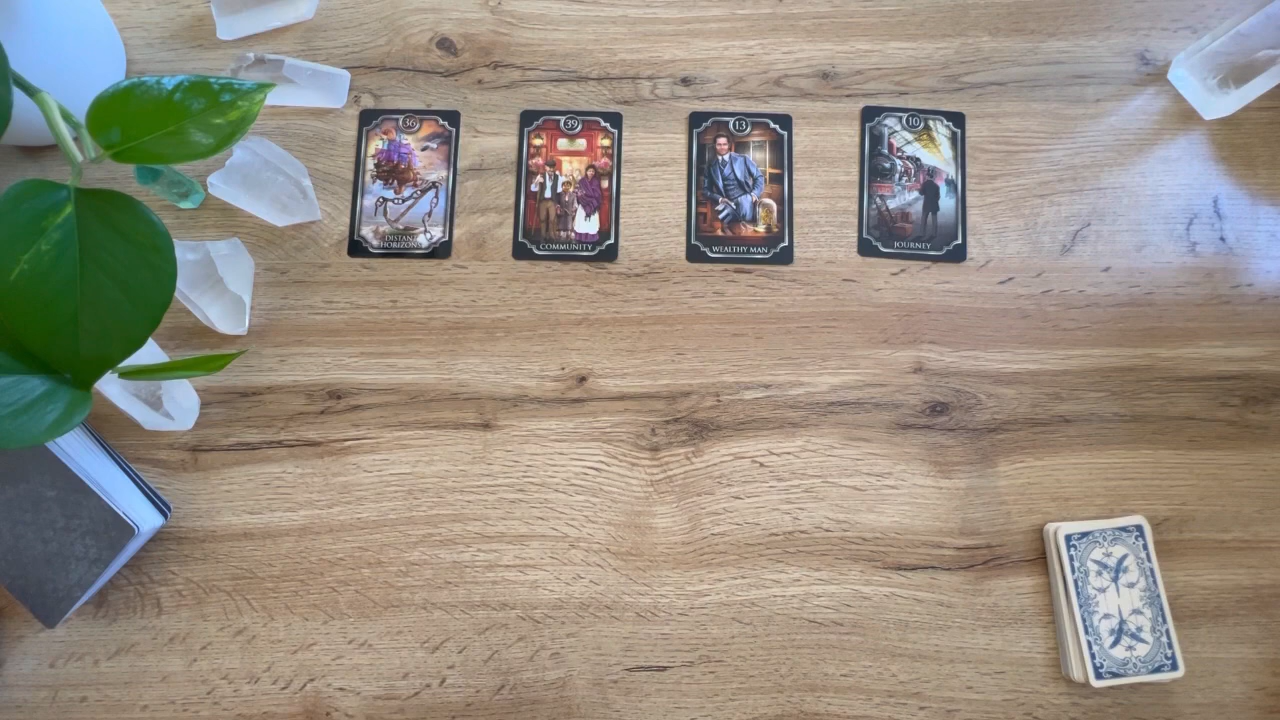 36
DISTANT
HORIZONS
39
COMMUNITY
13
WEALTHY MAN
10
JOURNEY